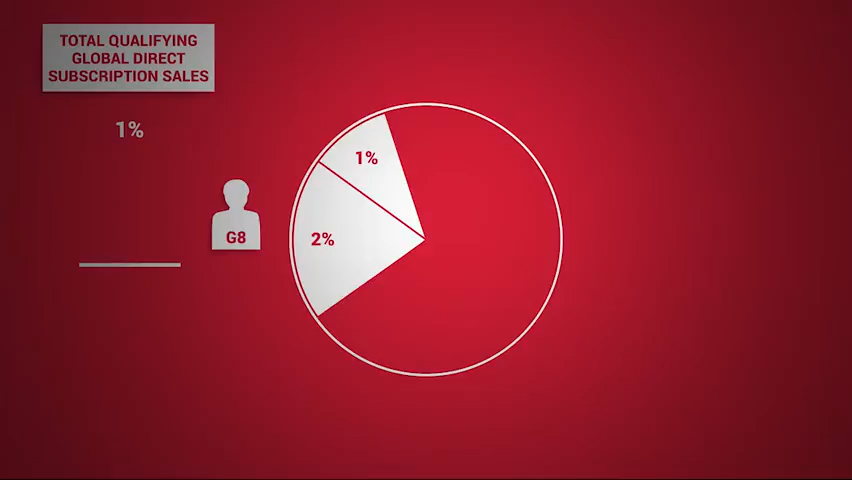 TOTAL QUALIFYING
GLOBAL DIRECT
SUBSCRIPTION SALES
1%
1%
2%
G8